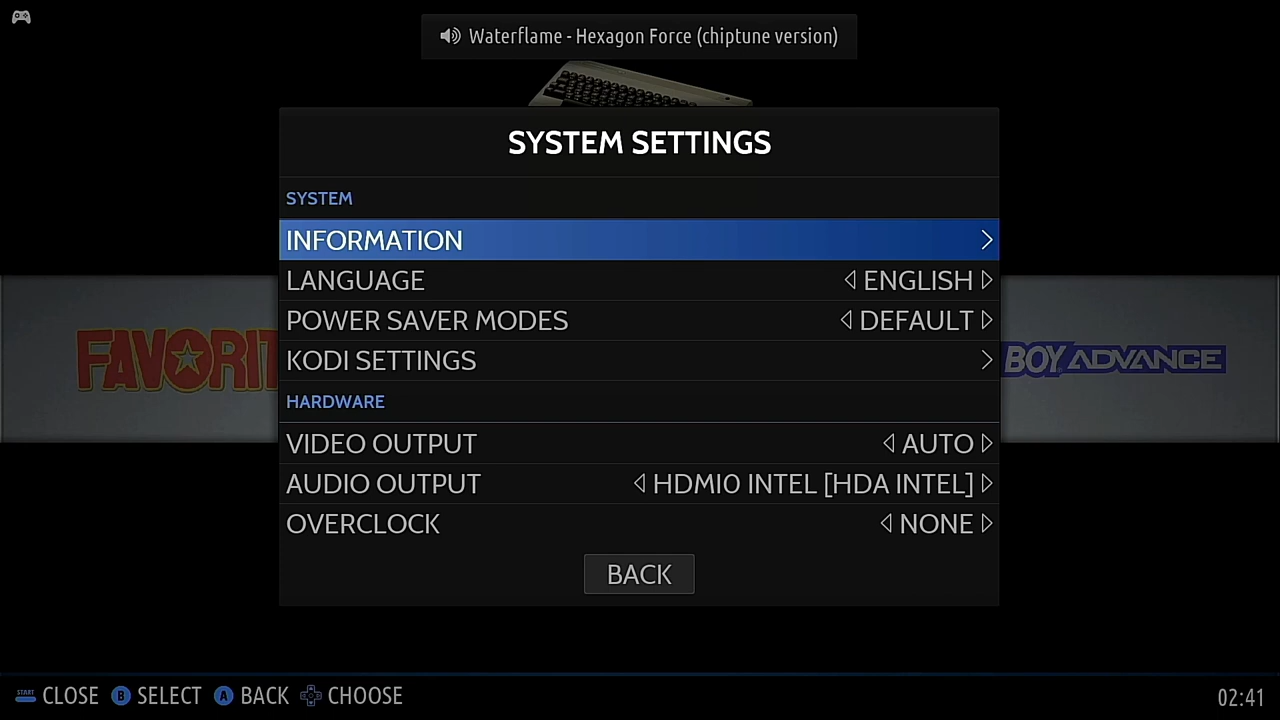 Waterflame - Hexagon Force (chiptune version)
SYSTEM SETTINGS
SYSTEM
INFORMATION
LANGUAGE ENGLISH
POWER SAVER MODES DEFAULT
KODI SETTINGS
FAVORIT
BOY ADVANCE
HARDWARE
VIDEO OUTPUT AUTO
AUDIO OUTPUT HDMI0 INTEL [HDA INTEL]
OVERCLOCK NONE
BACK
START CLOSE B SELECT A BACK CHOOSE 02:41